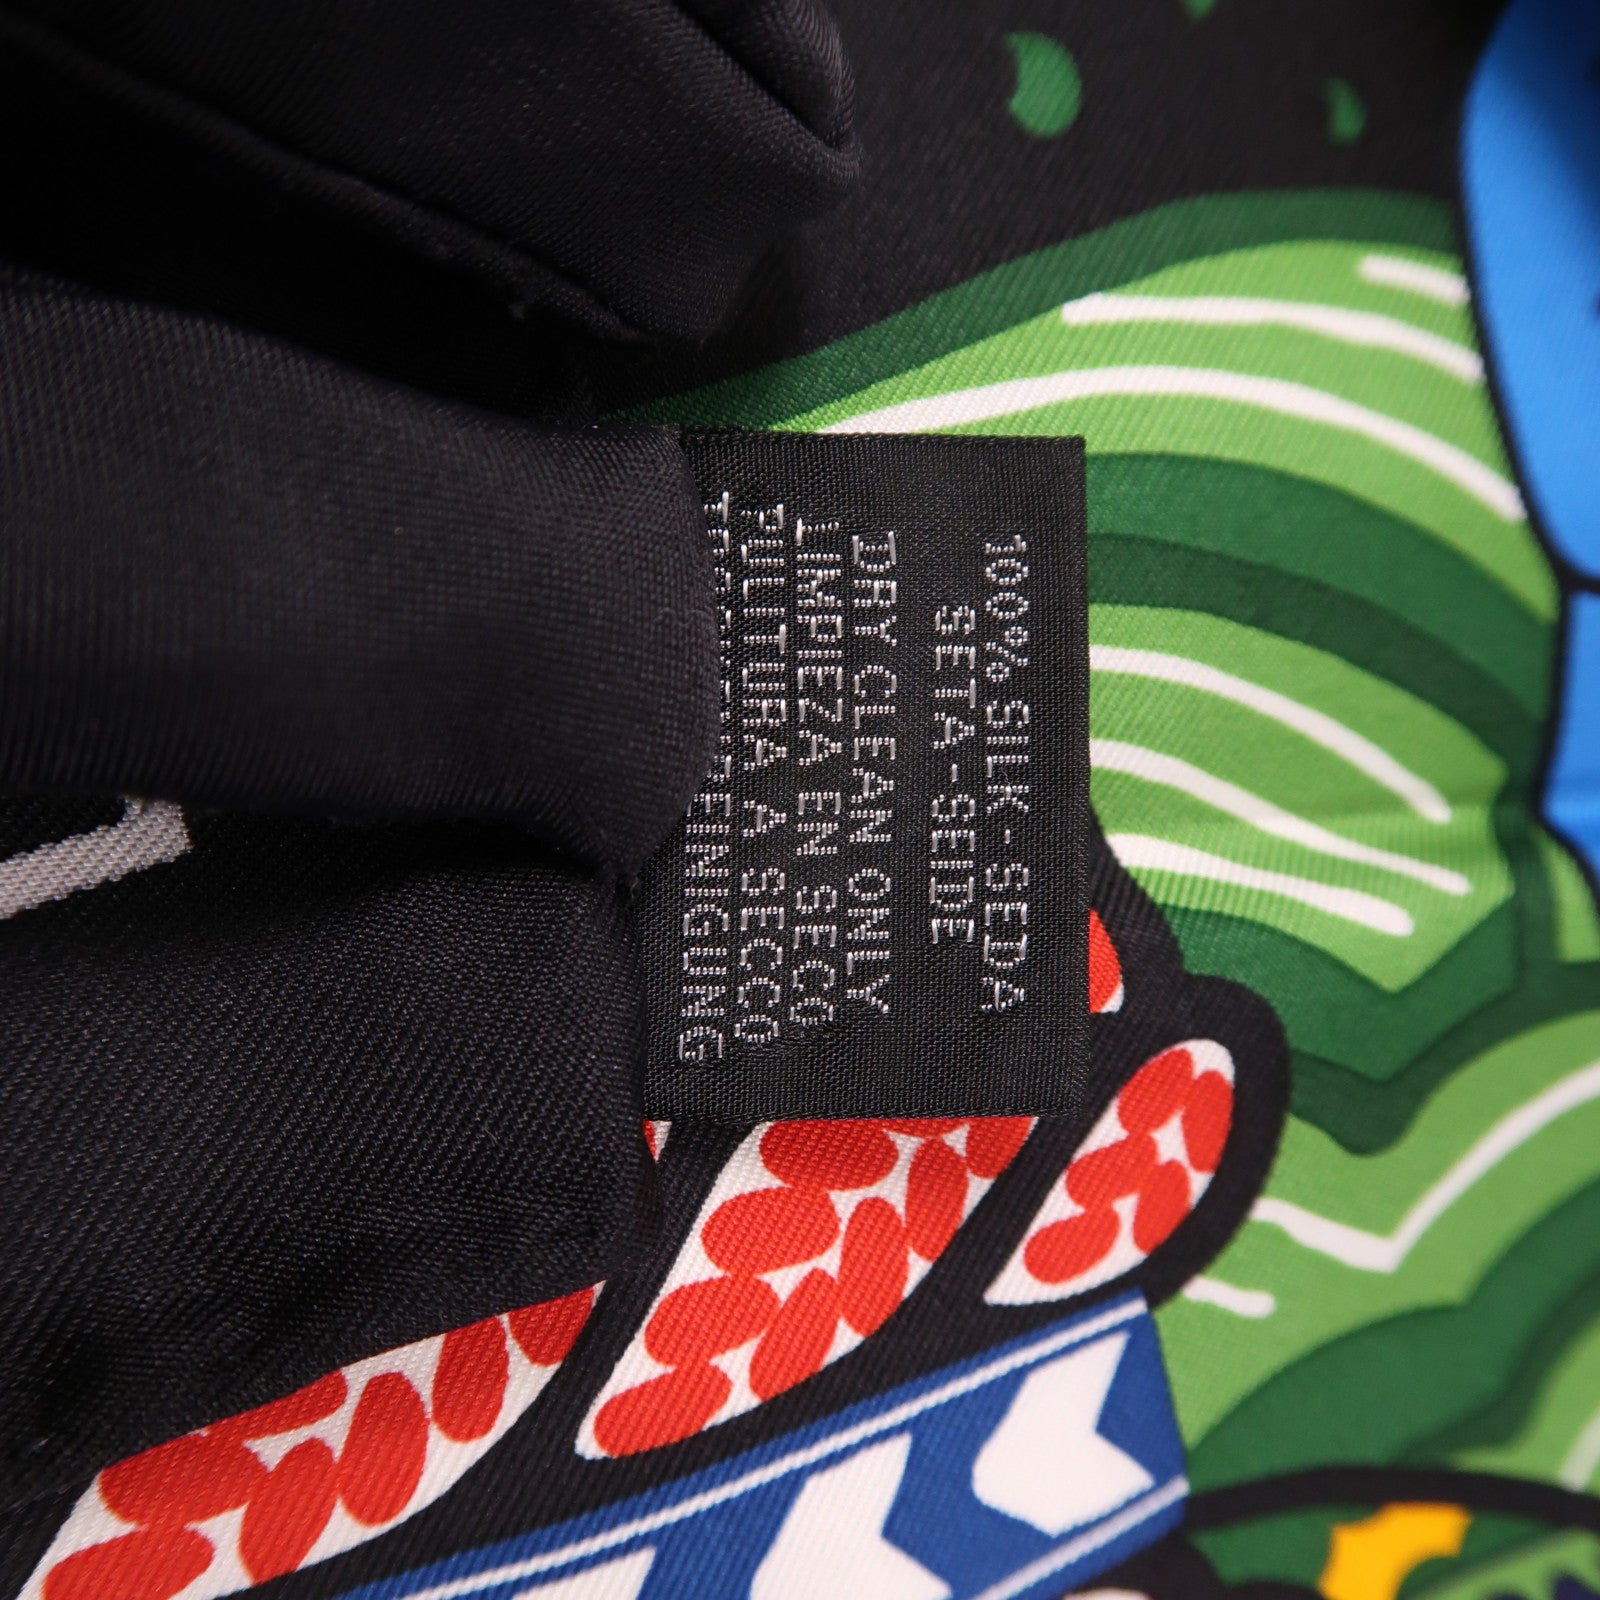 100% SILK-SEDA
SETA-SEIDE
DRY CLEAN ONLY
LIMPIEZA EN SECO
PULITURA A SECCO